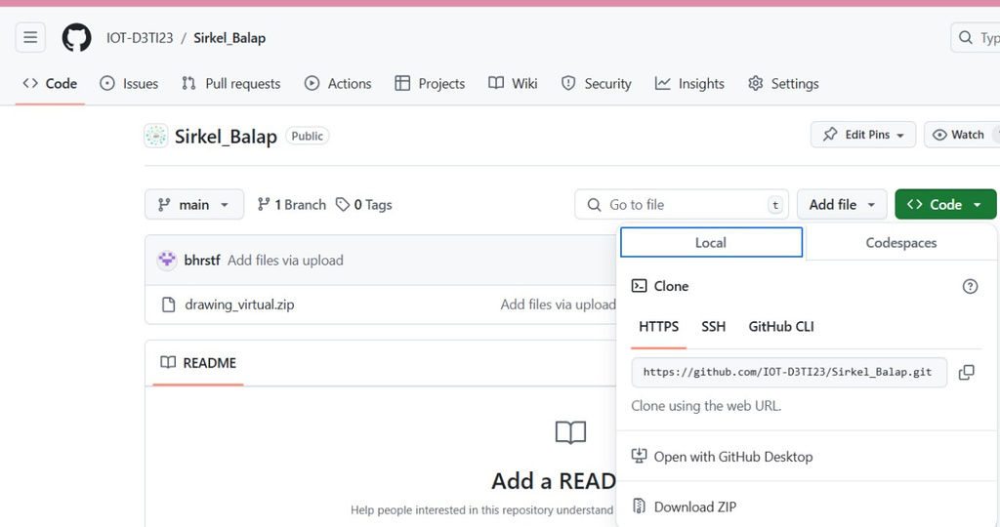 IOT-D3TI23 / Sirkel_Balap
Typ
Code Issues Pull requests Actions Projects Wiki Security Insights Settings
Sirkel_Balap Public
Edit Pins Watch
main 1 Branch 0 Tags
Go to file t
Add file
Code
bhrstf Add files via upload
drawing_virtual.zip Add files via upload
README
Add a READ
Help people interested in this repository understand
Local Codespaces
Clone
HTTPS SSH GitHub CLI
https://github.com/IOT-D3TI23/Sirkel_Balap.git
Clone using the web URL.
Open with GitHub Desktop
Download ZIP